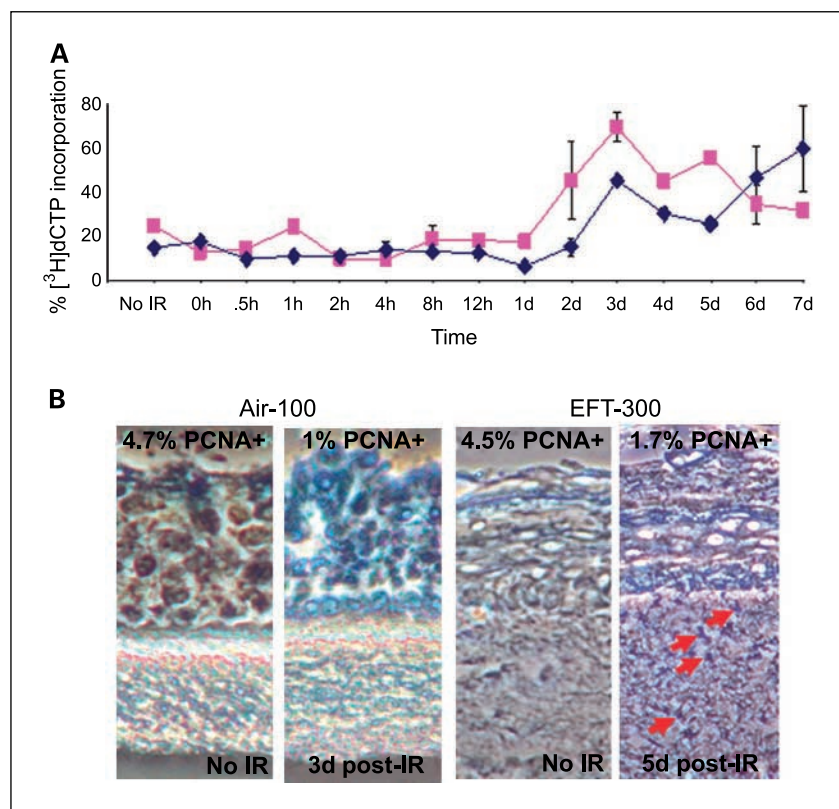 A
% [³H]dCTP incorporation
80
60
40
20
0
No IR 0h .5h 1h 2h 4h 8h 12h 1d 2d 3d 4d 5d 6d 7d
Time
B
Air-100 EFT-300
4.7% PCNA+ 1% PCNA+ 4.5% PCNA+ 1.7% PCNA+
No IR 3d post-IR No IR 5d post-IR